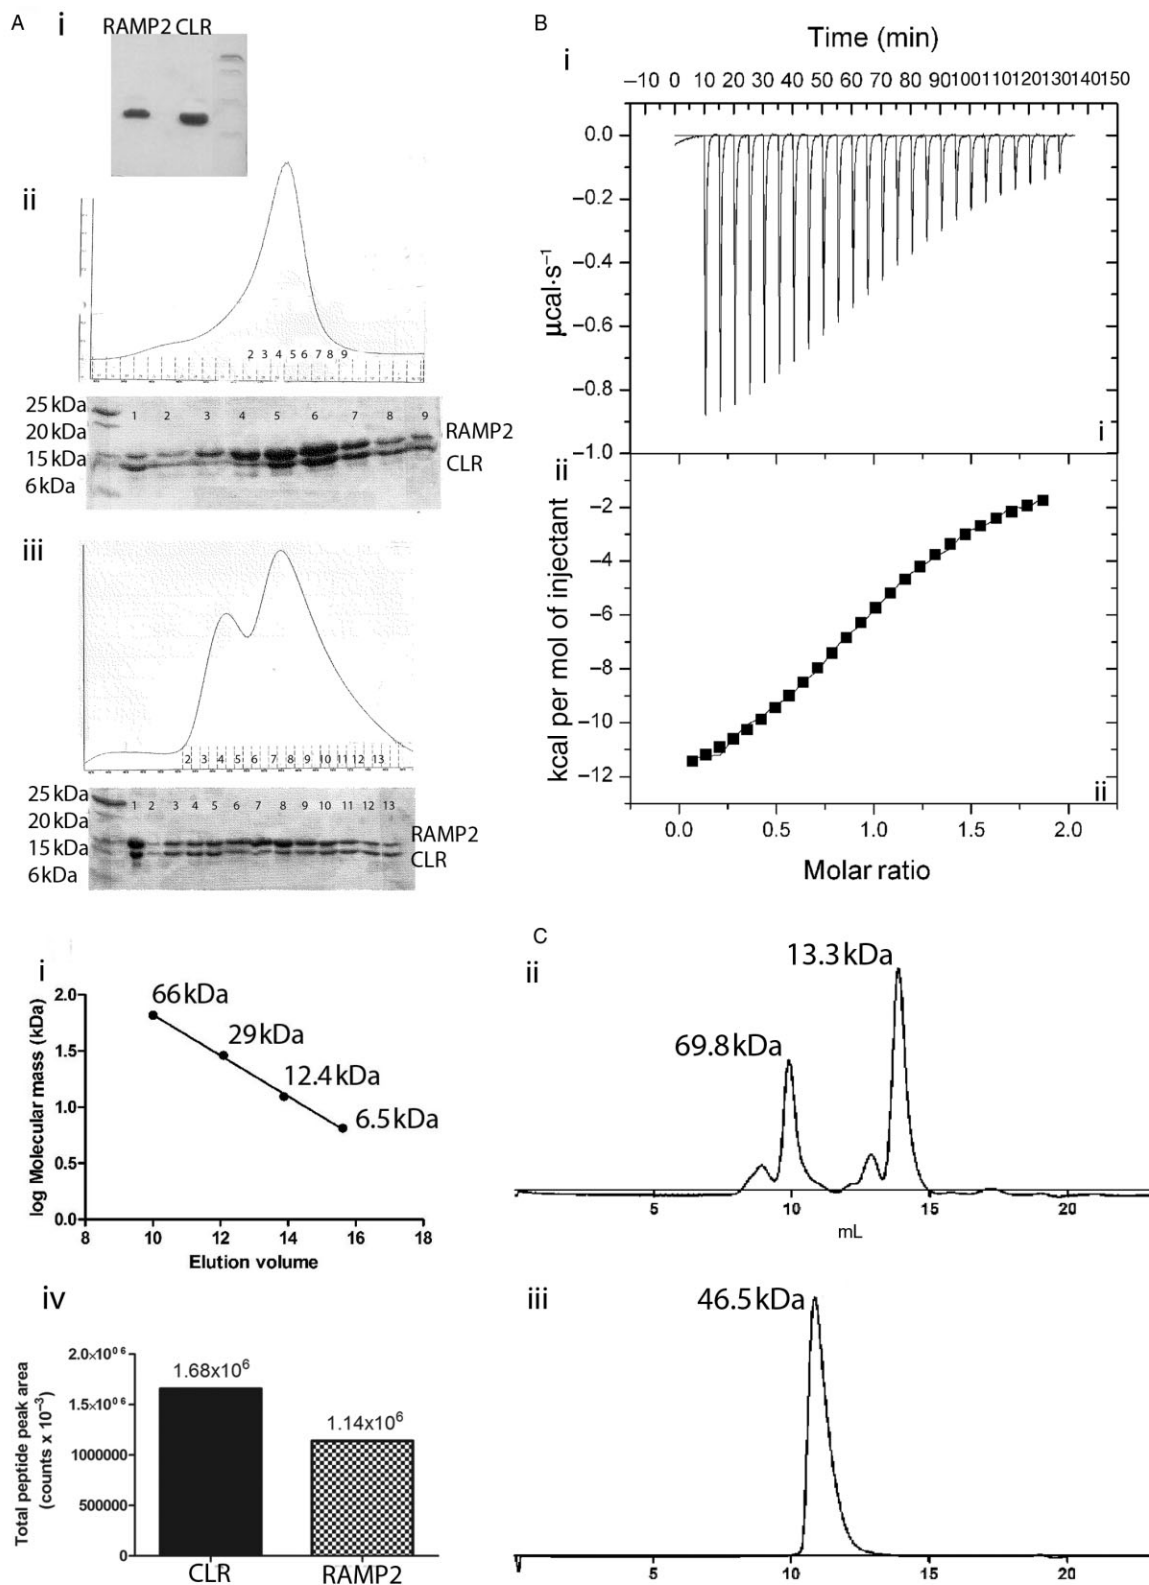 A
i
RAMP2 CLR
ii
2 3 4 5 6 7 8 9
25 kDa
20 kDa
15 kDa
6 kDa
1 2 3 4 5 6 7 8 9
RAMP2
CLR
iii
2 3 4 5 6 7 8 9 10 11 12 13
25 kDa
20 kDa
15 kDa
6 kDa
1 2 3 4 5 6 7 8 9 10 11 12 13
RAMP2
CLR
B
Time (min)
i
−10 0 10 20 30 40 50 60 70 80 90 100 110 120 130 140 150
0.0
−0.2
−0.4
−0.6
−0.8
−1.0
µcal·s⁻¹
i
ii
−2
−4
−6
−8
−10
−12
kcal per mol of injectant
ii
0.0 0.5 1.0 1.5 2.0
Molar ratio
C
i
2.0
1.5
1.0
0.5
0.0
log Molecular mass (kDa)
66 kDa
29 kDa
12.4 kDa
6.5 kDa
8 10 12 14 16 18
Elution volume
ii
69.8 kDa
13.3 kDa
5 10 15 20
mL
iii
46.5 kDa
5 10 15 20
iv
2.0×10⁰⁶
1.5×10⁰⁶
1000000
500000
0
Total peptide peak area
(counts x 10⁻³)
1.68x10⁶
1.14x10⁶
CLR RAMP2